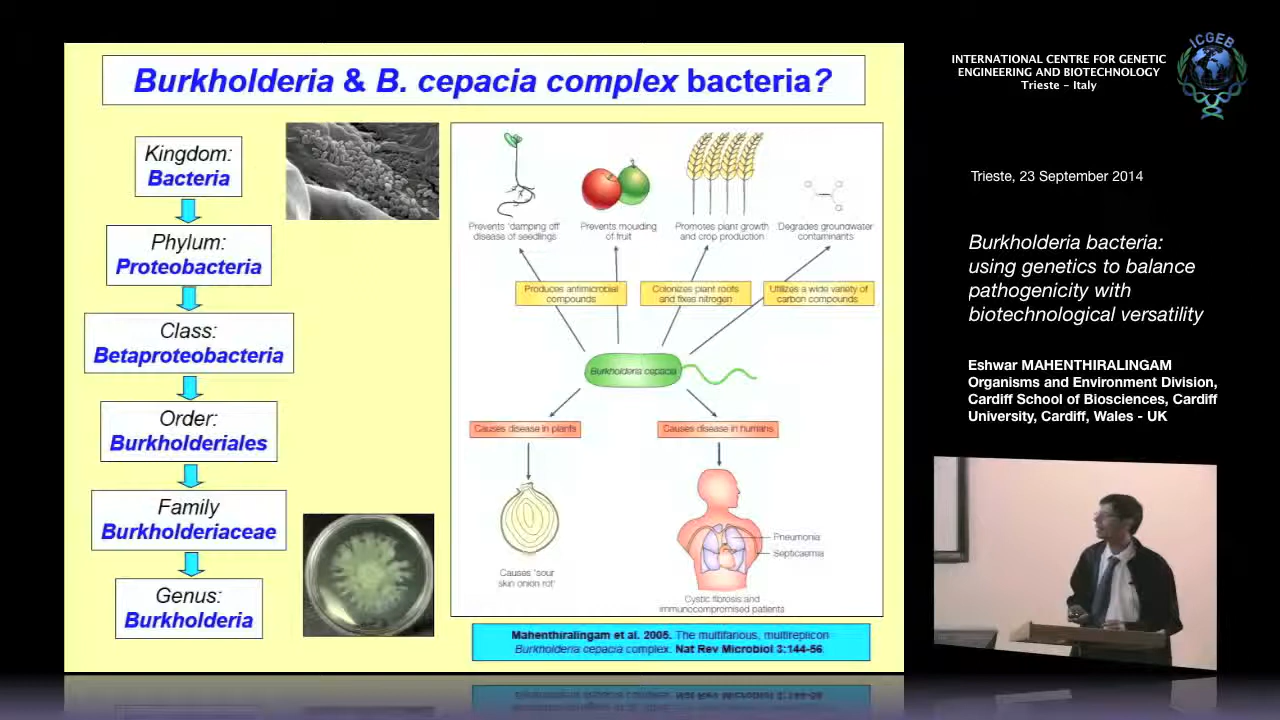 Burkholderia & B. cepacia complex bacteria?
Kingdom:
Bacteria
Phylum:
Proteobacteria
Class:
Betaproteobacteria
Order:
Burkholderiales
Family
Burkholderiaceae
Genus:
Burkholderia
Prevents 'damping off'
disease of seedlings
Prevents moulding
of fruit
Promotes plant growth
and crop production
Degrades groundwater
contaminants
Cl
Cl
Cl
Produces antimicrobial
compounds
Colonizes plant roots
and fixes nitrogen
Utilizes a wide variety of
carbon compounds
Burkholderia cepacia
Causes disease in plants
Causes disease in humans
Pneumonia
Septicaemia
Causes 'sour
skin onion rot'
Cystic fibrosis and
immunocompromised patients
Mahenthiralingam et al. 2005. The multifarious, multireplicon
Burkholderia cepacia complex. Nat Rev Microbiol 3:144-56.
INTERNATIONAL CENTRE FOR GENETIC
ENGINEERING AND BIOTECHNOLOGY
Trieste - Italy
ICGEB
Trieste, 23 September 2014
Burkholderia bacteria:
using genetics to balance
pathogenicity with
biotechnological versatility
Eshwar MAHENTHIRALINGAM
Organisms and Environment Division,
Cardiff School of Biosciences, Cardiff
University, Cardiff, Wales - UK